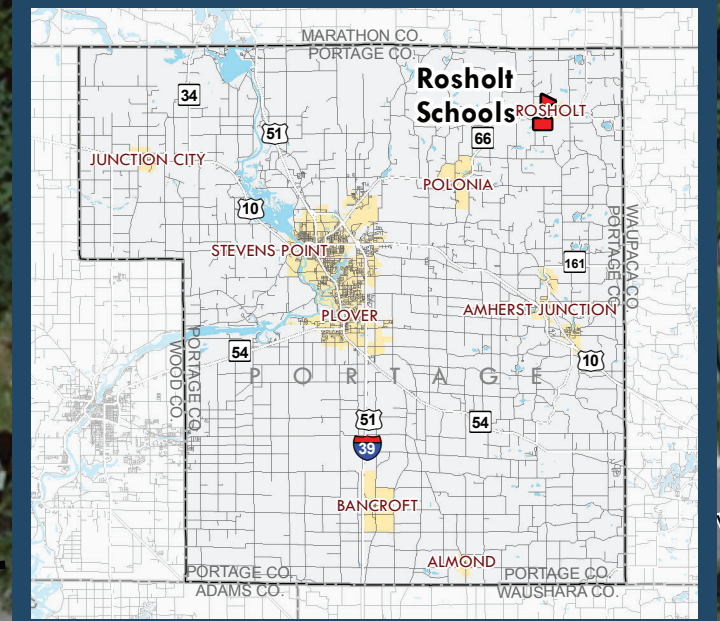 MARATHON CO.
PORTAGE CO.
Rosholt
Schools
ROSHOLT
34
51
66
JUNCTION CITY
POLONIA
10
STEVENS POINT
WAUPACA CO.
PORTAGE CO.
161
PLOVER
AMHERST JUNCTION
54
PORTAGE CO.
WOOD CO.
10
PORTAGE
51
39
54
BANCROFT
ALMOND
PORTAGE CO.
ADAMS CO.
PORTAGE CO.
WAUSHARA CO.